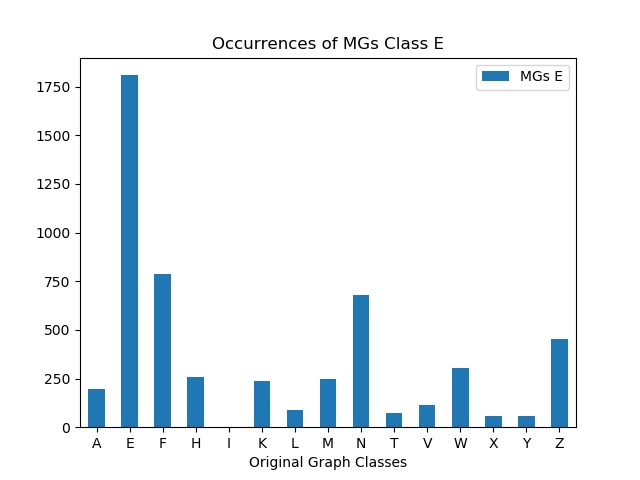 Occurrences of MGs Class E
MGs E
1750
1500
1250
1000
750
500
250
0
A E F H I K L M N T V W X Y Z
Original Graph Classes